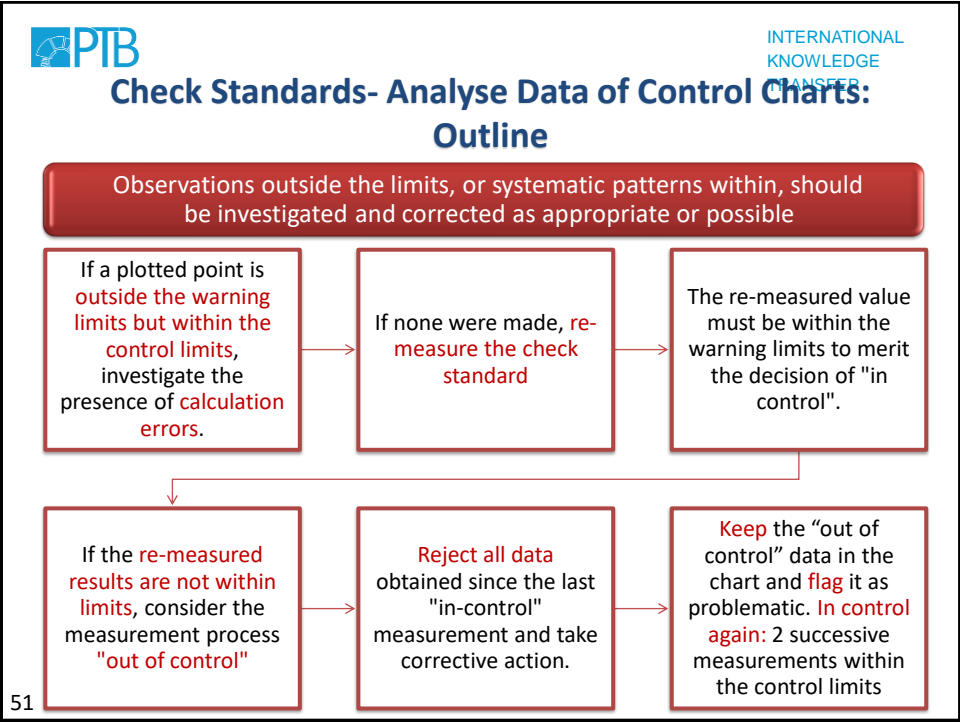 PTB
INTERNATIONAL
KNOWLEDGE
TRANSFER
Check Standards- Analyse Data of Control Charts:
Outline
Observations outside the limits, or systematic patterns within, should
be investigated and corrected as appropriate or possible
If a plotted point is
outside the warning
limits but within the
control limits,
investigate the
presence of calculation
errors.
If none were made, re-
measure the check
standard
The re-measured value
must be within the
warning limits to merit
the decision of "in
control".
If the re-measured
results are not within
limits, consider the
measurement process
"out of control"
Reject all data
obtained since the last
"in-control"
measurement and take
corrective action.
Keep the “out of
control” data in the
chart and flag it as
problematic. In control
again: 2 successive
measurements within
the control limits
51